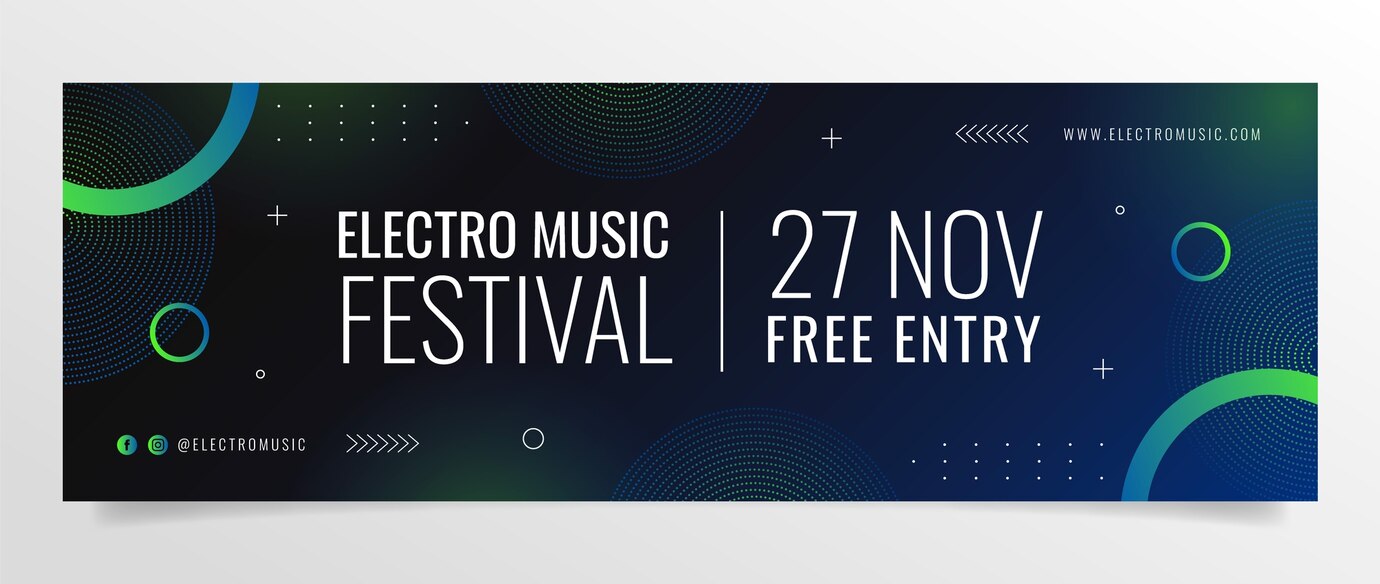 WWW.ELECTROMUSIC.COM
ELECTRO MUSIC
FESTIVAL
27 NOV
FREE ENTRY
@ELECTROMUSIC